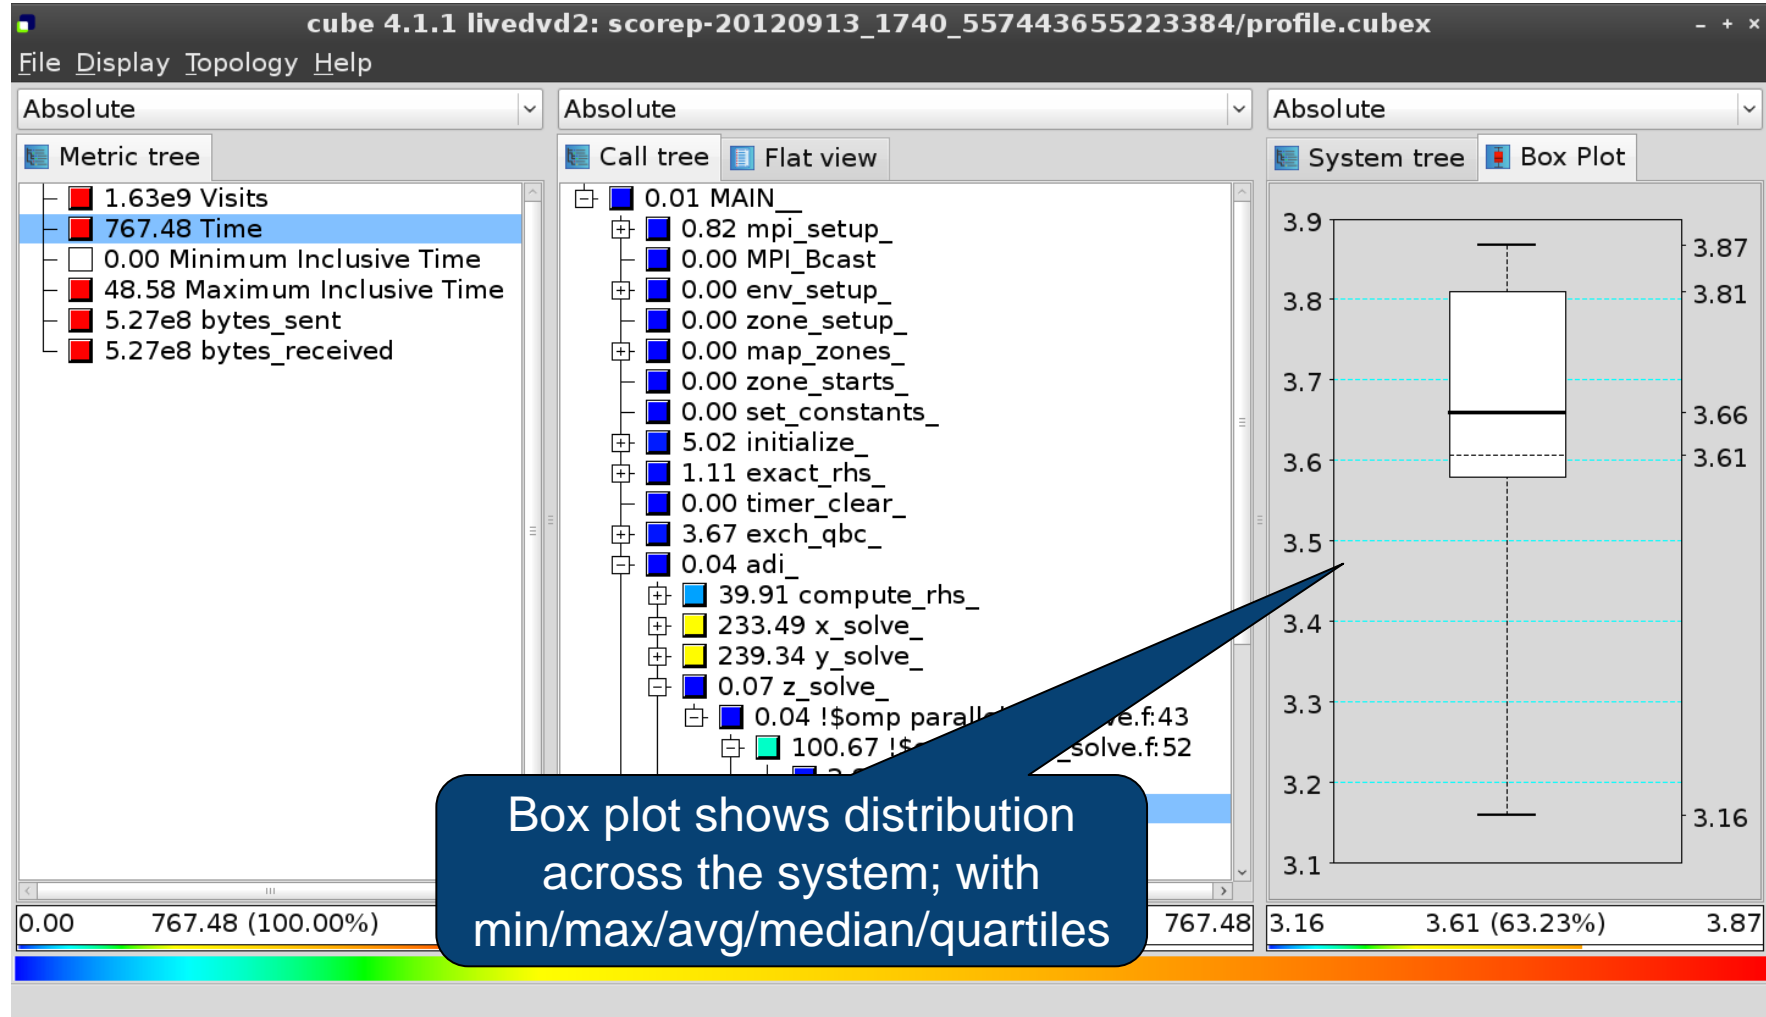 cube 4.1.1 livedvd2: scorep-20120913_1740_557443655223384/profile.cubex
File Display Topology Help
Absolute
Metric tree
1.63e9 Visits
767.48 Time
0.00 Minimum Inclusive Time
48.58 Maximum Inclusive Time
5.27e8 bytes_sent
5.27e8 bytes_received
0.00 767.48 (100.00%)
Absolute
Call tree Flat view
0.01 MAIN__
0.82 mpi_setup_
0.00 MPI_Bcast
0.00 env_setup_
0.00 zone_setup_
0.00 map_zones_
0.00 zone_starts_
0.00 set_constants_
5.02 initialize_
1.11 exact_rhs_
0.00 timer_clear_
3.67 exch_qbc_
0.04 adi_
39.91 compute_rhs_
233.49 x_solve_
239.34 y_solve_
0.07 z_solve_
0.04 !$omp ve.f:43
100.67 _solve.f:52
767.48
Absolute
System tree Box Plot
3.9
3.87
3.81
3.8
3.7
3.66
3.61
3.6
3.5
3.4
3.3
3.2
3.16
3.1
3.16 3.61 (63.23%) 3.87
Box plot shows distribution
across the system; with
min/max/avg/median/quartiles